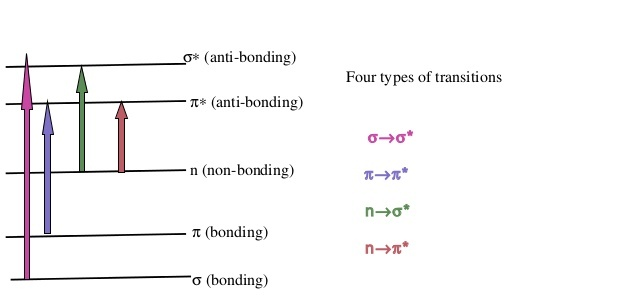 σ* (anti-bonding)
Four types of transitions
π* (anti-bonding)
σ→σ*
n (non-bonding)
π→π*
n→σ*
π (bonding)
n→π*
σ (bonding)